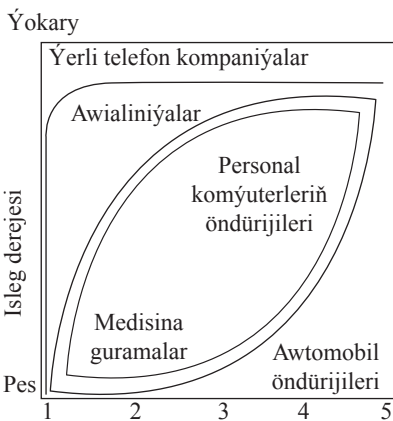 Ýokary
Ýerli telefon kompaniýalar
Awialiniýalar
Personal
komýuterleriň
öndürijileri
Isleg derejesi
Medisina
guramalar
Awtomobil
öndürijileri
Pes
1 2 3 4 5